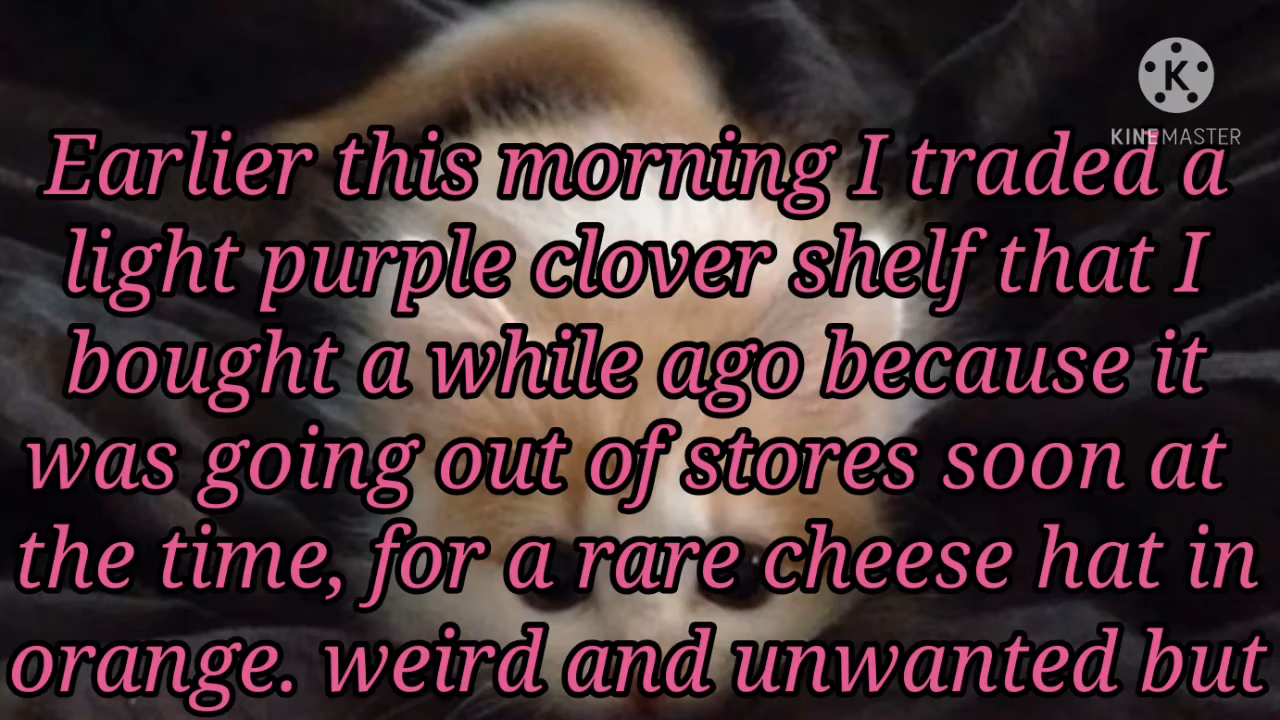 K
KINEMASTER
Earlier this morning I traded a
light purple clover shelf that I
bought a while ago because it
was going out of stores soon at
the time, for a rare cheese hat in
orange. weird and unwanted but